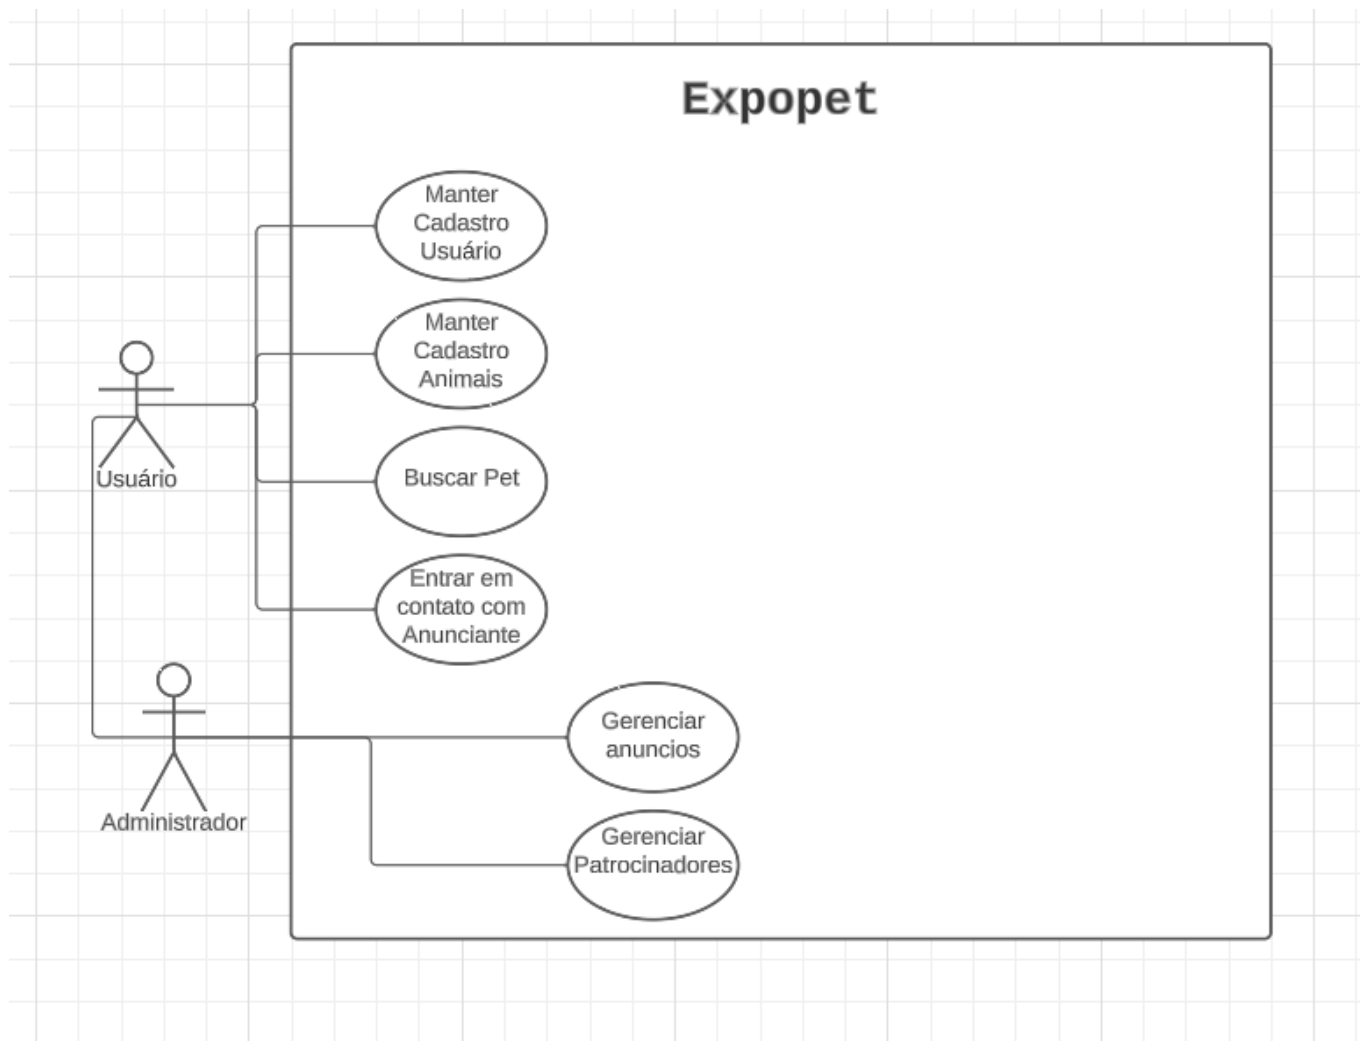 Expopet
Manter
Cadastro
Usuário
Manter
Cadastro
Animais
Usuário
Buscar Pet
Entrar em
contato com
Anunciante
Gerenciar
anuncios
Administrador
Gerenciar
Patrocinadores